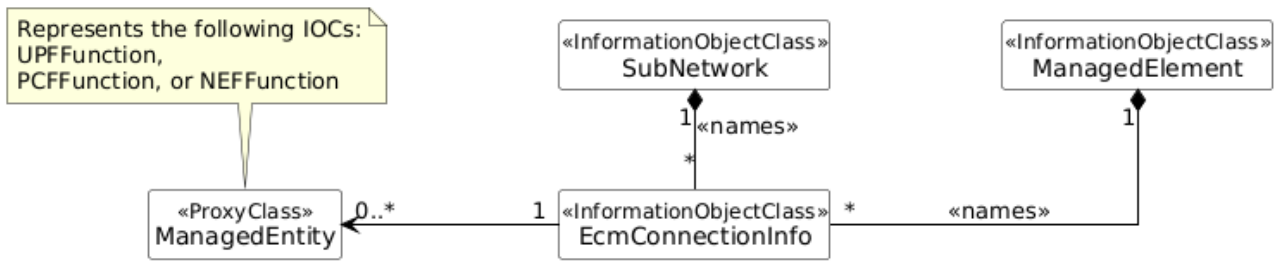 Represents the following IOCs:
UPFFunction,
PCFFunction, or NEFFunction
«InformationObjectClass»
SubNetwork
«InformationObjectClass»
ManagedElement
1
«names»
1
*
«ProxyClass»
ManagedEntity
0..*
1
«InformationObjectClass»
EcmConnectionInfo
*
«names»